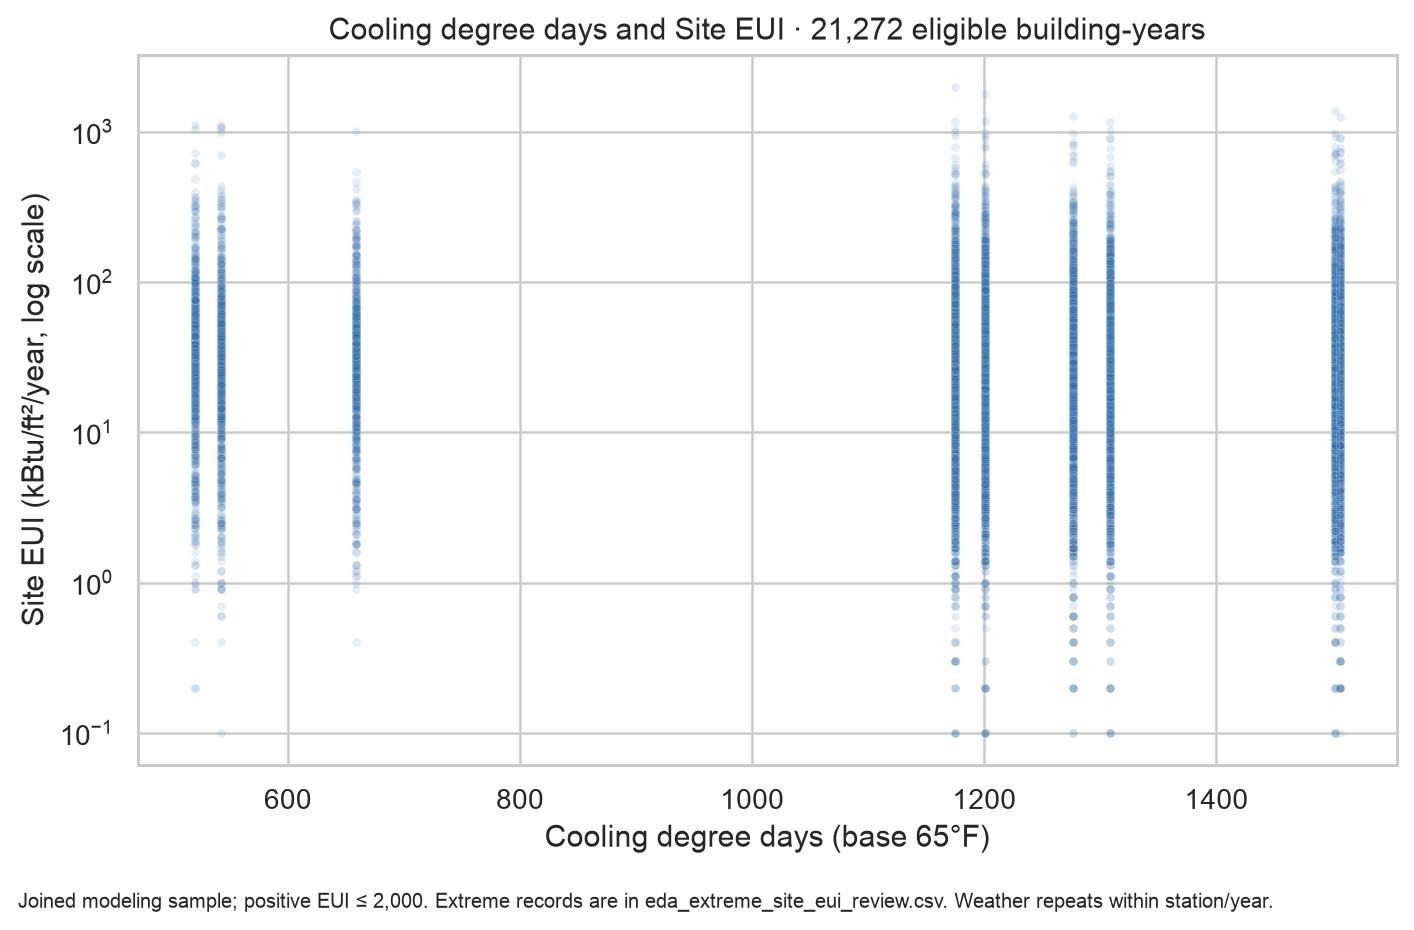 Cooling degree days and Site EUI · 21,272 eligible building-years
Site EUI (kBtu/ft²/year, log scale)
10³
10²
10¹
10⁰
10⁻¹
600 800 1000 1200 1400
Cooling degree days (base 65°F)
Joined modeling sample; positive EUI ≤ 2,000. Extreme records are in eda_extreme_site_eui_review.csv. Weather repeats within station/year.